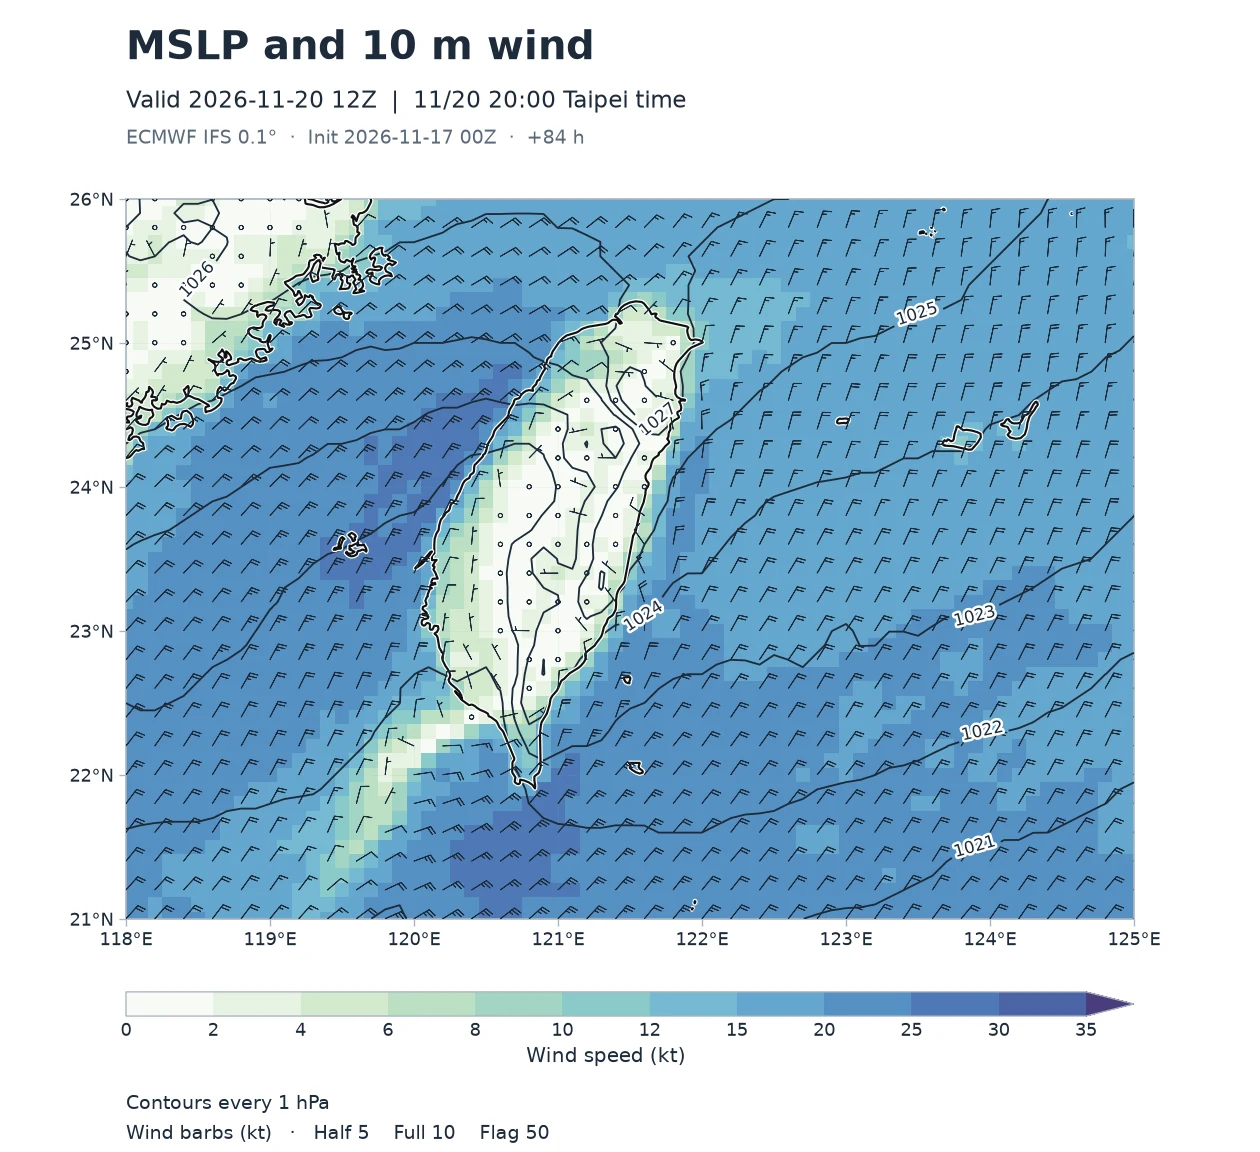 MSLP and 10 m wind
Valid 2026-11-20 12Z | 11/20 20:00 Taipei time
ECMWF IFS 0.1° · Init 2026-11-17 00Z · +84 h
26°N
1026
1025
25°N
1027
24°N
1024
1023
23°N
1022
22°N
1021
21°N
118°E 119°E 120°E 121°E 122°E 123°E 124°E 125°E
0 2 4 6 8 10 12 15 20 25 30 35
Wind speed (kt)
Contours every 1 hPa
Wind barbs (kt) · Half 5 Full 10 Flag 50